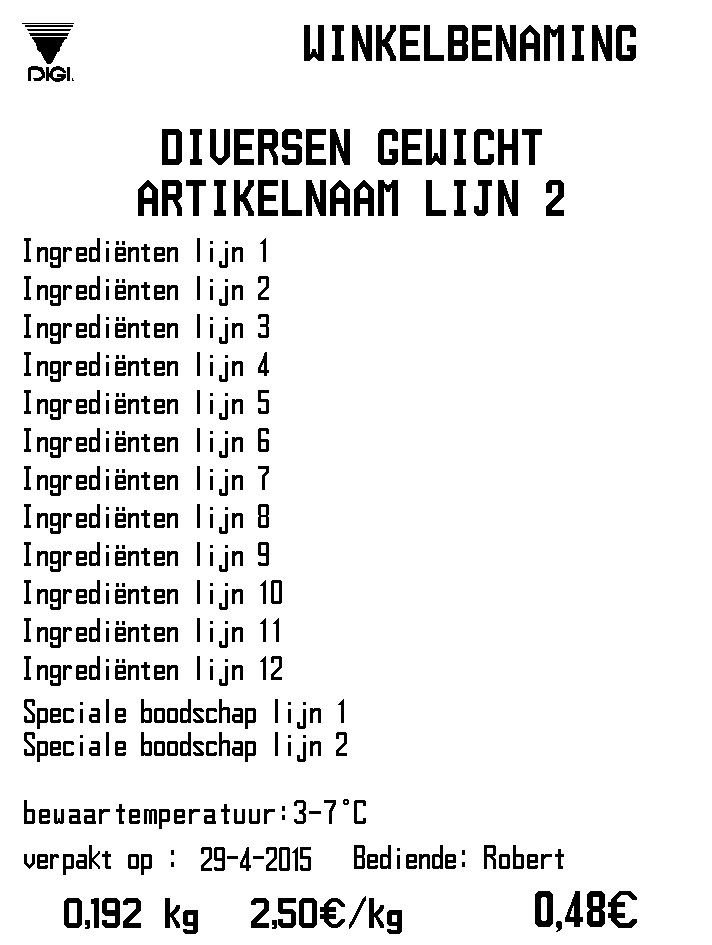 DIGI.
WINKELBENAMING
DIVERSEN GEWICHT
ARTIKELNAAM LIJN 2
Ingrediënten lijn 1
Ingrediënten lijn 2
Ingrediënten lijn 3
Ingrediënten lijn 4
Ingrediënten lijn 5
Ingrediënten lijn 6
Ingrediënten lijn 7
Ingrediënten lijn 8
Ingrediënten lijn 9
Ingrediënten lijn 10
Ingrediënten lijn 11
Ingrediënten lijn 12
Speciale boodschap lijn 1
Speciale boodschap lijn 2
bewaartemperatuur:3-7°C
verpakt op : 29-4-2015 Bediende: Robert
0,192 kg 2,50€/kg 0,48€